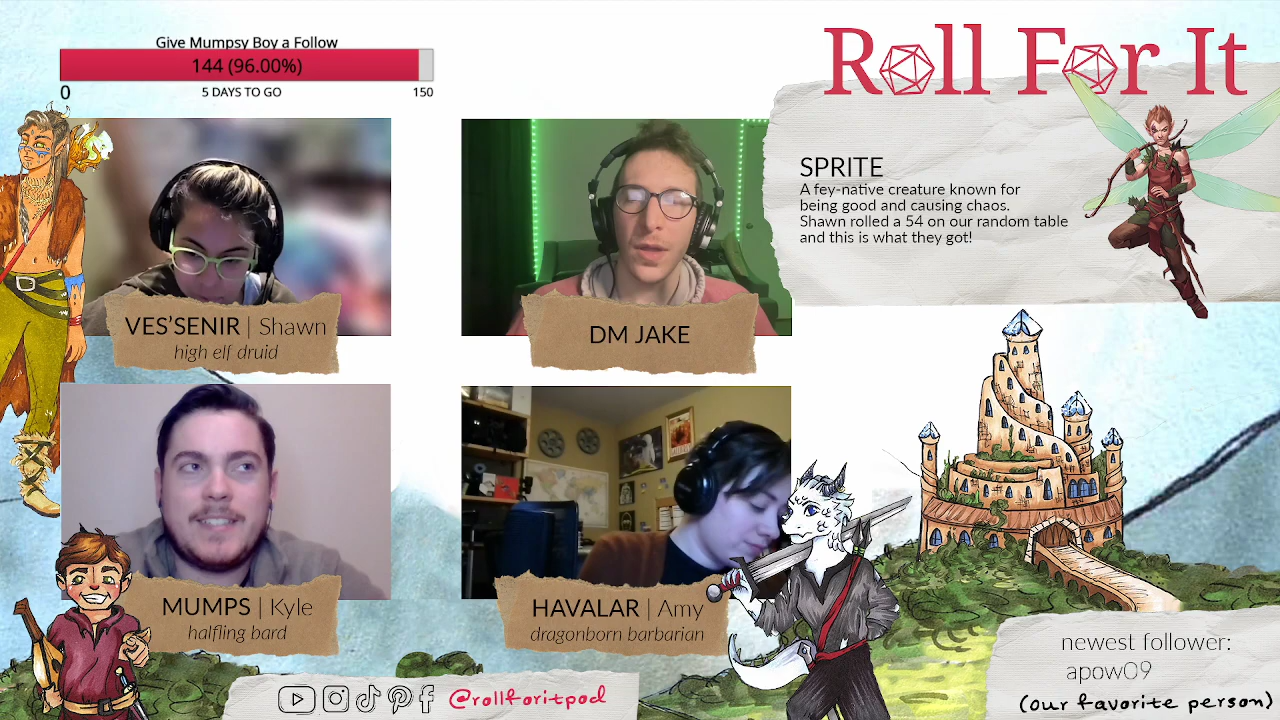 Give Mumpsy Boy a Follow
144 (96.00%)
0
5 DAYS TO GO
150
Roll For It
SPRITE
A fey-native creature known for
being good and causing chaos.
Shawn rolled a 54 on our random table
and this is what they got!
VES'SENIR | Shawn
high elf druid
DM JAKE
MUMPS | Kyle
halfling bard
HAVALAR | Amy
dragonborn barbarian
newest follower:
apow09
(our favorite person)
@rollforitpod